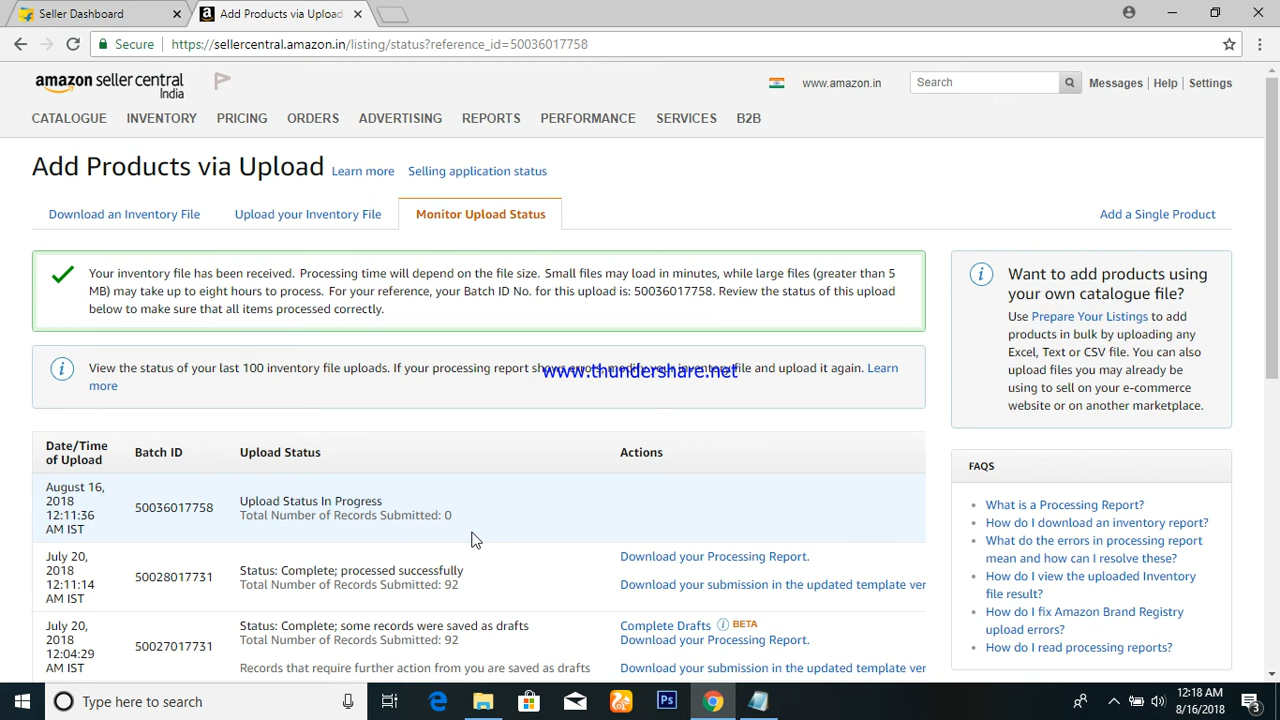 Seller Dashboard
Add Products via Upload
Secure https://sellercentral.amazon.in/listing/status?reference_id=50036017758
amazon seller central
India
www.amazon.in Search Messages Help Settings
CATALOGUE INVENTORY PRICING ORDERS ADVERTISING REPORTS PERFORMANCE SERVICES B2B
Add Products via Upload Learn more Selling application status
Download an Inventory File Upload your Inventory File Monitor Upload Status Add a Single Product
Your inventory file has been received. Processing time will depend on the file size. Small files may load in minutes, while large files (greater than 5
MB) may take up to eight hours to process. For your reference, your Batch ID No. for this upload is: 50036017758. Review the status of this upload
below to make sure that all items processed correctly.
View the status of your last 100 inventory file uploads. If your processing report shows errors, modify your inventory file and upload it again. Learn
more
www.thundershare.net
Date/Time
of Upload
Batch ID
Upload Status
Actions
August 16,
2018
12:11:36
AM IST
50036017758
Upload Status In Progress
Total Number of Records Submitted: 0
July 20,
2018
12:11:14
AM IST
50028017731
Status: Complete; processed successfully
Total Number of Records Submitted: 92
Download your Processing Report.
Download your submission in the updated template ver
July 20,
2018
12:04:29
AM IST
50027017731
Status: Complete; some records were saved as drafts
Total Number of Records Submitted: 92
Records that require further action from you are saved as drafts
Complete Drafts BETA
Download your Processing Report.
Download your submission in the updated template ver
Want to add products using
your own catalogue file?
Use Prepare Your Listings to add
products in bulk by uploading any
Excel, Text or CSV file. You can also
upload files you may already be
using to sell on your e-commerce
website or on another marketplace.
FAQS
What is a Processing Report?
How do I download an inventory report?
What do the errors in processing report
mean and how can I resolve these?
How do I view the uploaded Inventory
file result?
How do I fix Amazon Brand Registry
upload errors?
How do I read processing reports?
Type here to search
Ps
12:18 AM
8/16/2018
3